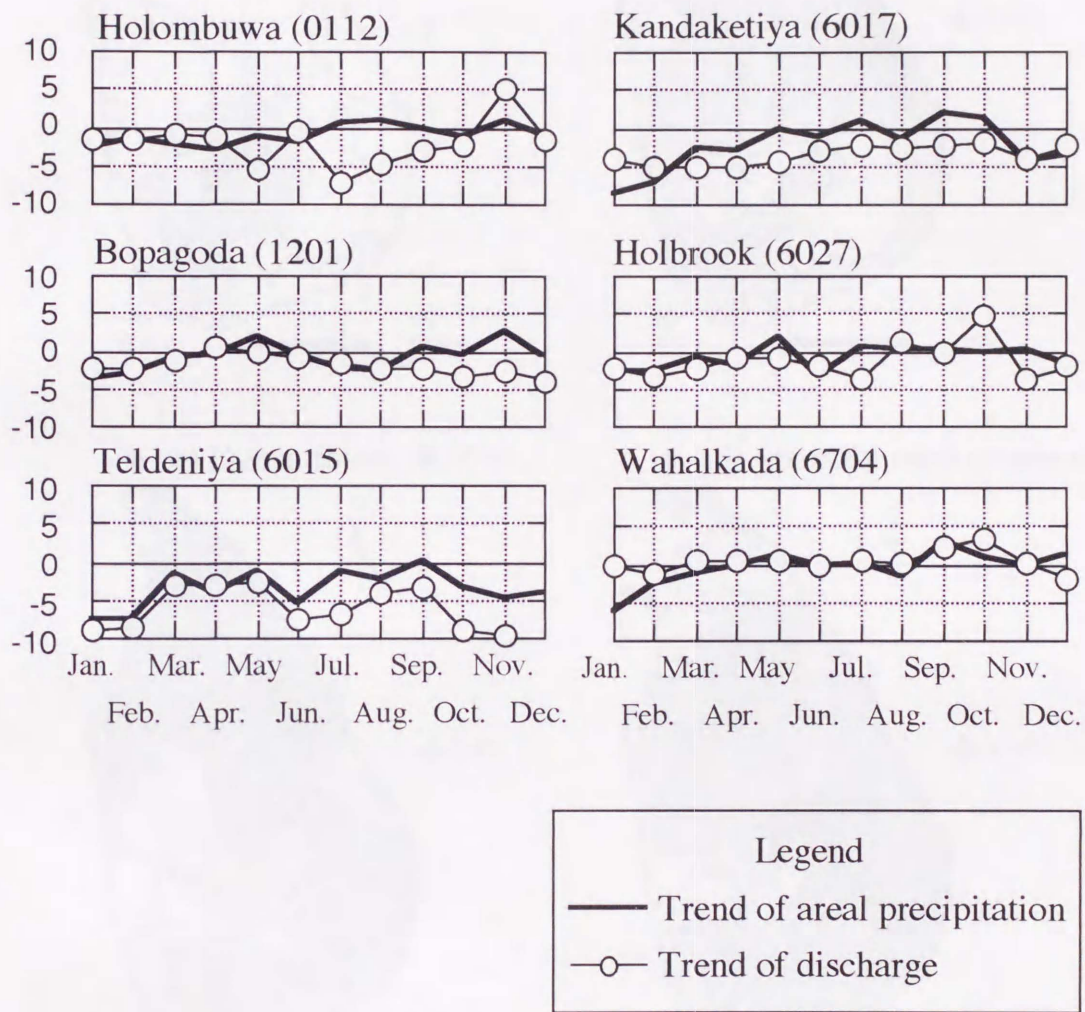 Holombuwa (0112) Kandaketiya (6017)
10
5
0
-5
-10
Bopagoda (1201) Holbrook (6027)
10
5
0
-5
-10
Teldeniya (6015) Wahalkada (6704)
10
5
0
-5
-10
Jan. Mar. May Jul. Sep. Nov. Jan. Mar. May Jul. Sep. Nov.
Feb. Apr. Jun. Aug. Oct. Dec. Feb. Apr. Jun. Aug. Oct. Dec.
Legend
Trend of areal precipitation
Trend of discharge